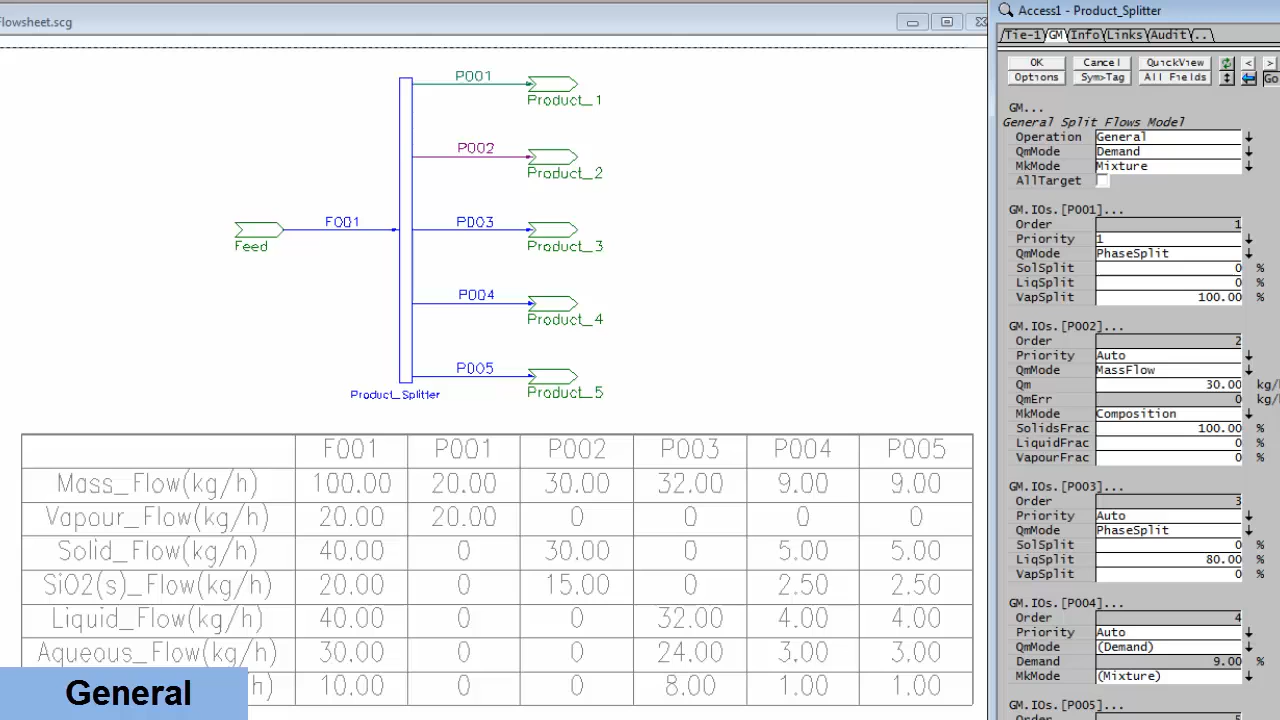 Flowsheet.scg
Access1 - Product_Splitter
Tie-1 GM Info Links Audit ..
OK Cancel QuickView < >
Options Sym>Tag All Fields Go
P001
Product_1
P002
Product_2
F001 P003
Feed Product_3
P004
Product_4
P005
Product_Splitter Product_5
F001 P001 P002 P003 P004 P005
Mass_Flow(kg/h) 100.00 20.00 30.00 32.00 9.00 9.00
Vapour_Flow(kg/h) 20.00 20.00 0 0 0 0
Solid_Flow(kg/h) 40.00 0 30.00 0 5.00 5.00
SiO2(s)_Flow(kg/h) 20.00 0 15.00 0 2.50 2.50
Liquid_Flow(kg/h) 40.00 0 0 32.00 4.00 4.00
Aqueous_Flow(kg/h) 30.00 0 0 24.00 3.00 3.00
h) 10.00 0 0 8.00 1.00 1.00
General
GM...
General Split Flows Model
Operation General
QmMode Demand
MkMode Mixture
AllTarget
GM.IOs.[P001]...
Order 1
Priority 1
QmMode PhaseSplit
SolSplit 0 %
LiqSplit 0 %
VapSplit 100.00 %
GM.IOs.[P002]...
Order 2
Priority Auto
QmMode MassFlow
Qm 30.00 kg/
QmErr 0 kg/
MkMode Composition
SolidsFrac 100.00 %
LiquidFrac 0 %
VapourFrac 0 %
GM.IOs.[P003]...
Order 3
Priority Auto
QmMode PhaseSplit
SolSplit 0 %
LiqSplit 80.00 %
VapSplit 0 %
GM.IOs.[P004]...
Order 4
Priority Auto
QmMode (Demand)
Demand 9.00 %
MkMode (Mixture)
GM.IOs.[P005]...
Order